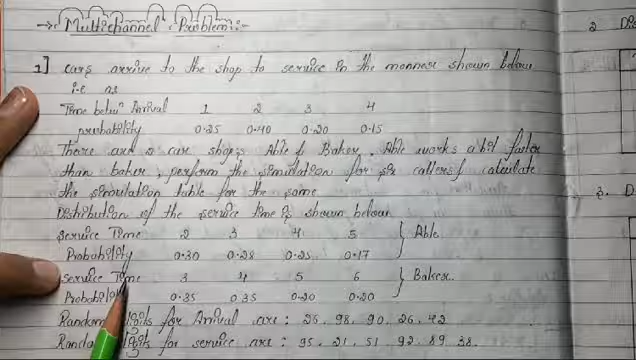 → Multichannel Problem :-
1] cars arrive to the shop to service in the manner shown below
i.e as
Time betwn Arrival 1 2 3 4
probability 0.25 0.40 0.20 0.15
There are 2 car shops Able & Baker. Able works a bit faster
than baker, perform the simulation for six callers & calculate
the simulation table for the same
Distribution of the service time is shown below
Service Time 2 3 4 5 } Able
Probability 0.30 0.28 0.25 0.17
Service Time 3 4 5 6 } Baker.
Probability 0.35 0.35 0.20 0.20
Random for Arrival are : 26, 98, 90, 26, 42
for service are : 95, 21, 51, 92, 89, 38.
2
3. D